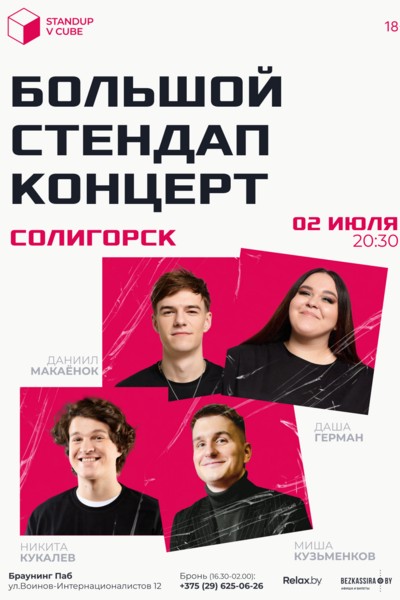 STANDUP
V CUBE
18
БОЛЬШОЙ
СТЕНДАП
КОНЦЕРТ
СОЛИГОРСК
02 ИЮЛЯ
20:30
ДАНИИЛ
МАКАЁНОК
ДАША
ГЕРМАН
НИКИТА
КУКАЛЕВ
МИША
КУЗЬМЕНКОВ
Браунинг Паб
ул.Воинов-Интернационалистов 12
Бронь (16.30-02.00):
+375 (29) 625-06-26
Relax.by
BEZKASSIRA BY